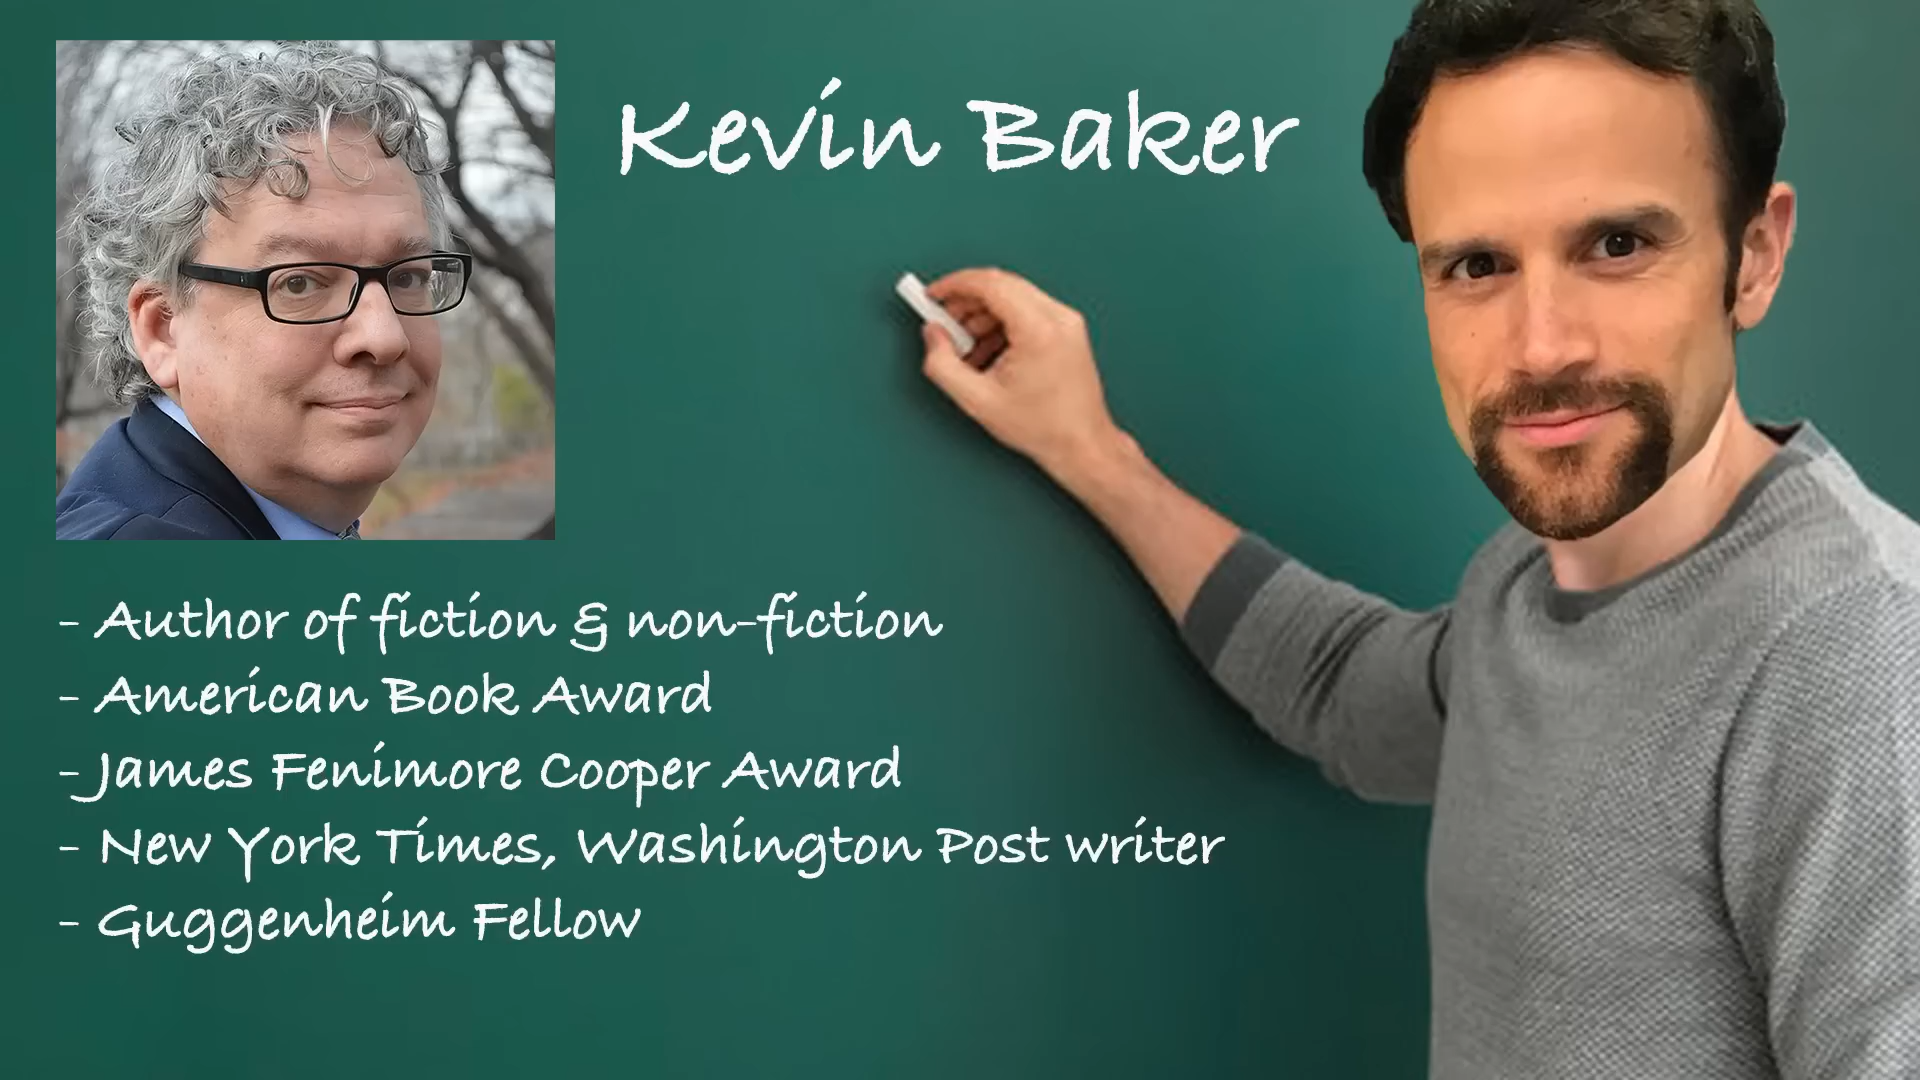 Kevin Baker
- Author of fiction & non-fiction
- American Book Award
- James Fenimore Cooper Award
- New York Times, Washington Post writer
- Guggenheim Fellow